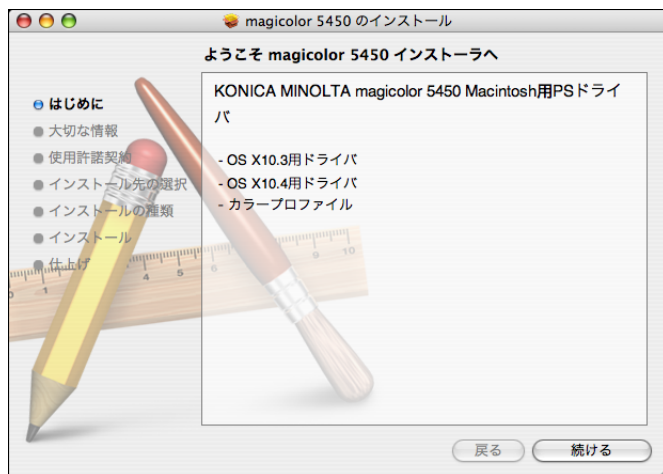 magicolor 5450 のインストール
ようこそ magicolor 5450 インストーラへ
はじめに
大切な情報
使用許諾契約
インストール先の選択
インストールの種類
インストール
仕上げ
KONICA MINOLTA magicolor 5450 Macintosh用PSドライ
バ
- OS X10.3用ドライバ
- OS X10.4用ドライバ
- カラープロファイル
戻る
続ける